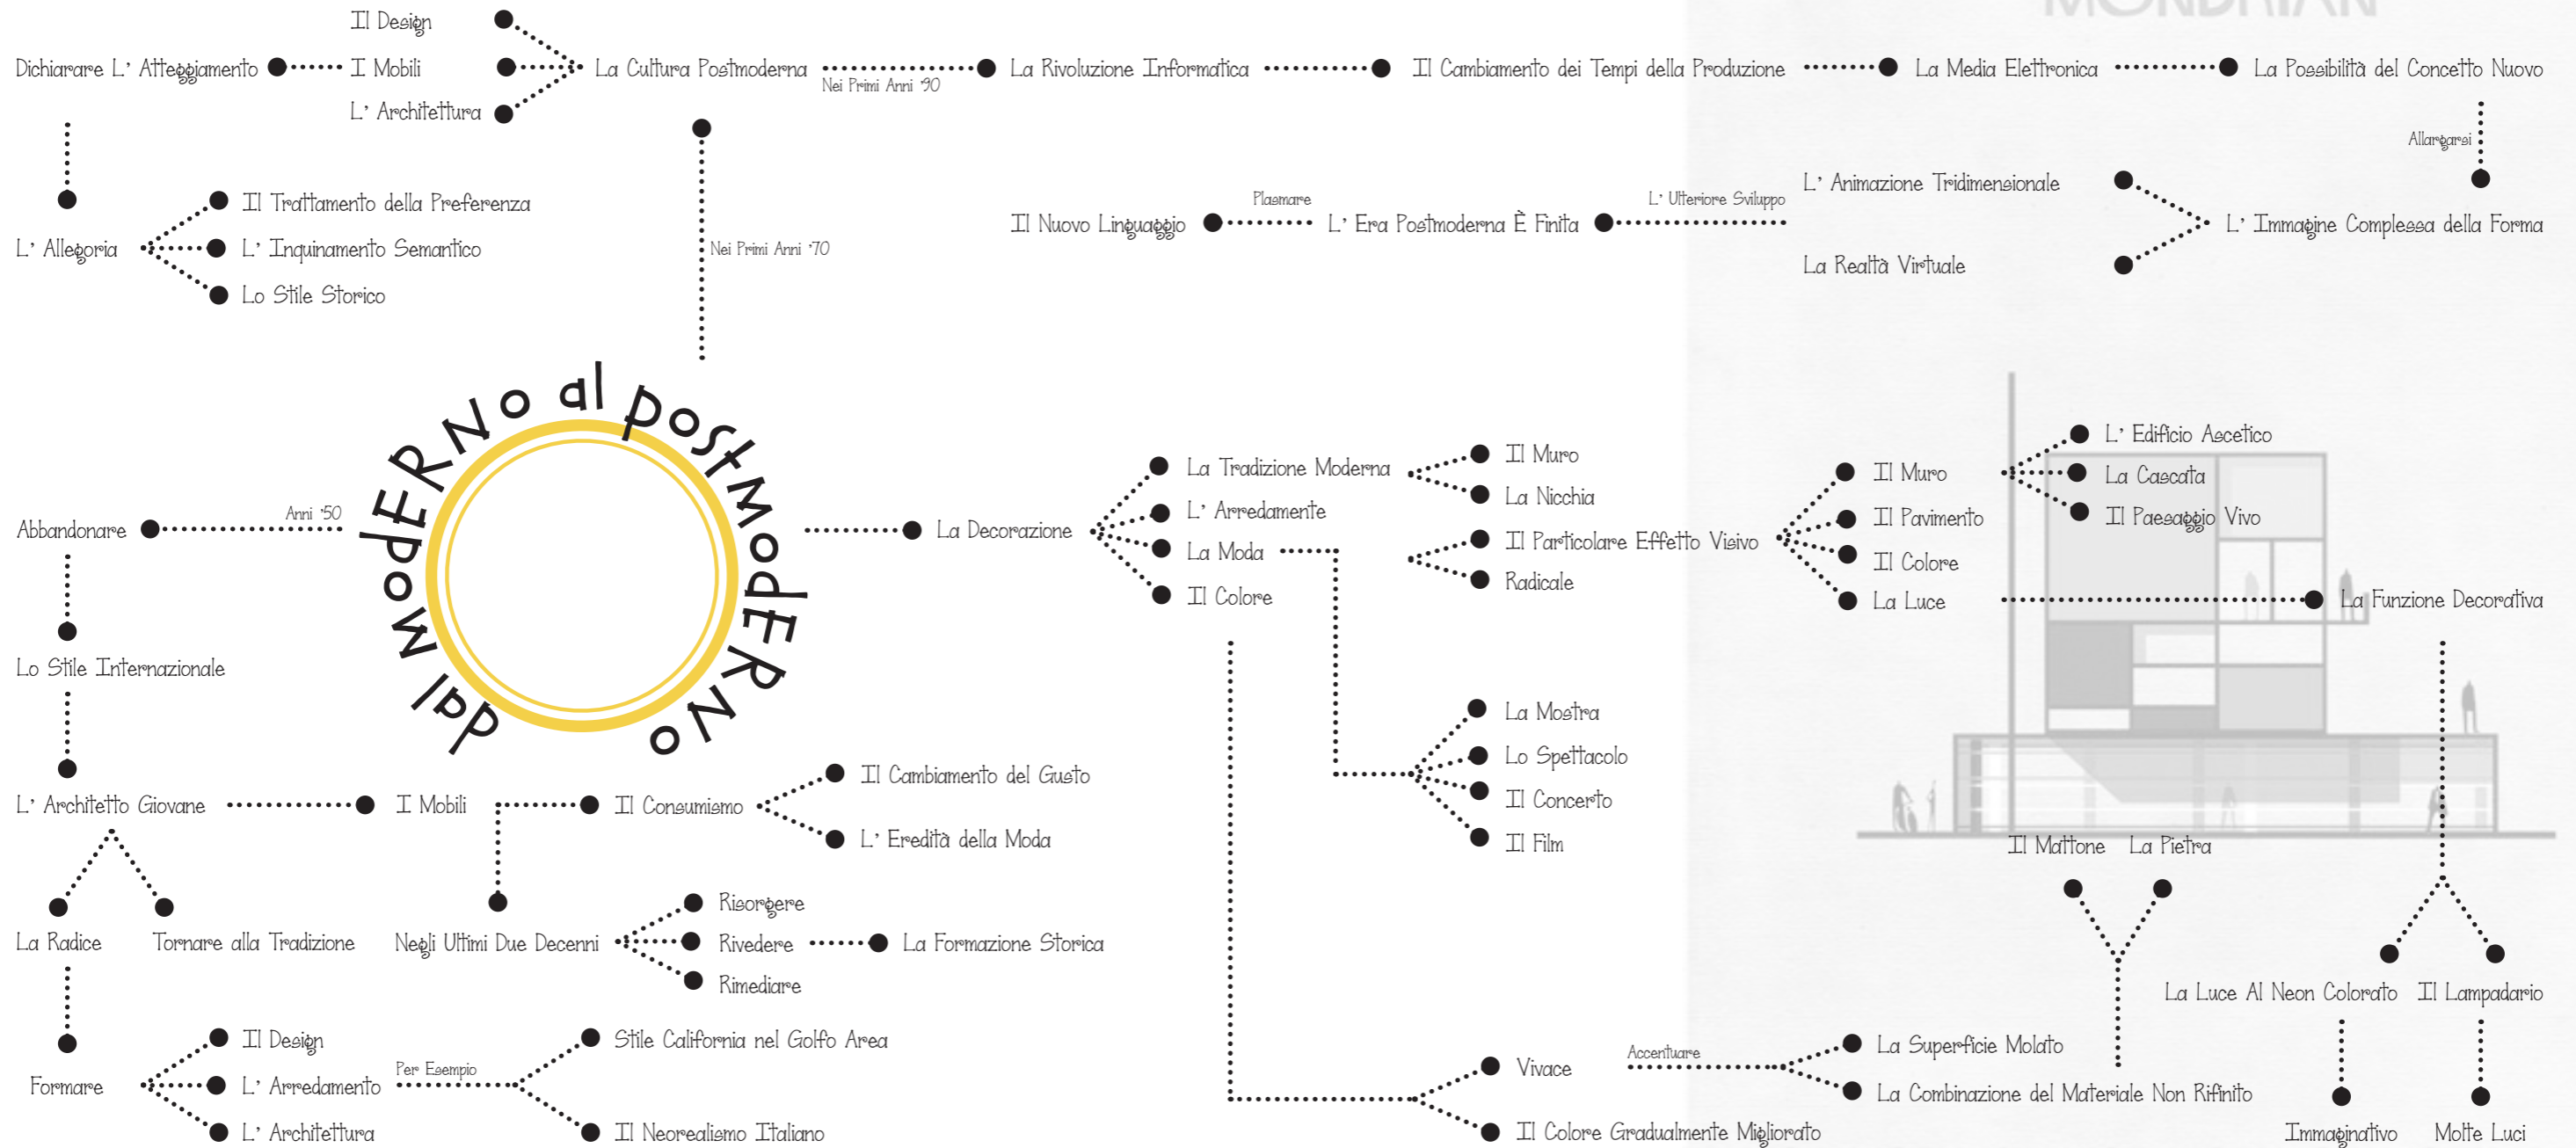 MONDRIAN
Il Design
Dichiarare L' Atteggiamento
I Mobili
L' Architettura
La Cultura Postmoderna
Nei Primi Anni '90
La Rivoluzione Informatica
Il Cambiamento dei Tempi della Produzione
La Media Elettronica
La Possibilità del Concetto Nuovo
Allargarsi
L' Allegoria
Il Trattamento della Preferenza
L' Inquinamento Semantico
Lo Stile Storico
Nei Primi Anni '70
Il Nuovo Linguaggio
Plasmare
L' Era Postmoderna È Finita
L' Ulteriore Sviluppo
L' Animazione Tridimensionale
La Realtà Virtuale
L' Immagine Complessa della Forma
dal ModERNo al postModERNo
Anni '50
Abbandonare
Lo Stile Internazionale
L' Architetto Giovane
I Mobili
La Radice
Tornare alla Tradizione
Il Consumismo
Il Cambiamento del Gusto
L' Eredità della Moda
Negli Ultimi Due Decenni
Risorgere
Rivedere
La Formazione Storica
Rimediare
Formare
Il Design
L' Arredamento
L' Architettura
Per Esempio
Stile California nel Golfo Area
Il Neorealismo Italiano
La Decorazione
La Tradizione Moderna
L' Arredamente
La Moda
Il Colore
Il Muro
La Nicchia
Il Particolare Effetto Visivo
Radicale
Il Muro
Il Pavimento
Il Colore
La Luce
L' Edificio Ascetico
La Cascata
Il Paesaggio Vivo
La Funzione Decorativa
La Mostra
Lo Spettacolo
Il Concerto
Il Film
Il Mattone
La Pietra
La Luce Al Neon Colorato
Il Lampadario
Vivace
Accentuare
La Superficie Molato
La Combinazione del Materiale Non Rifinito
Il Colore Gradualmente Migliorato
Immaginativo
Molte Luci